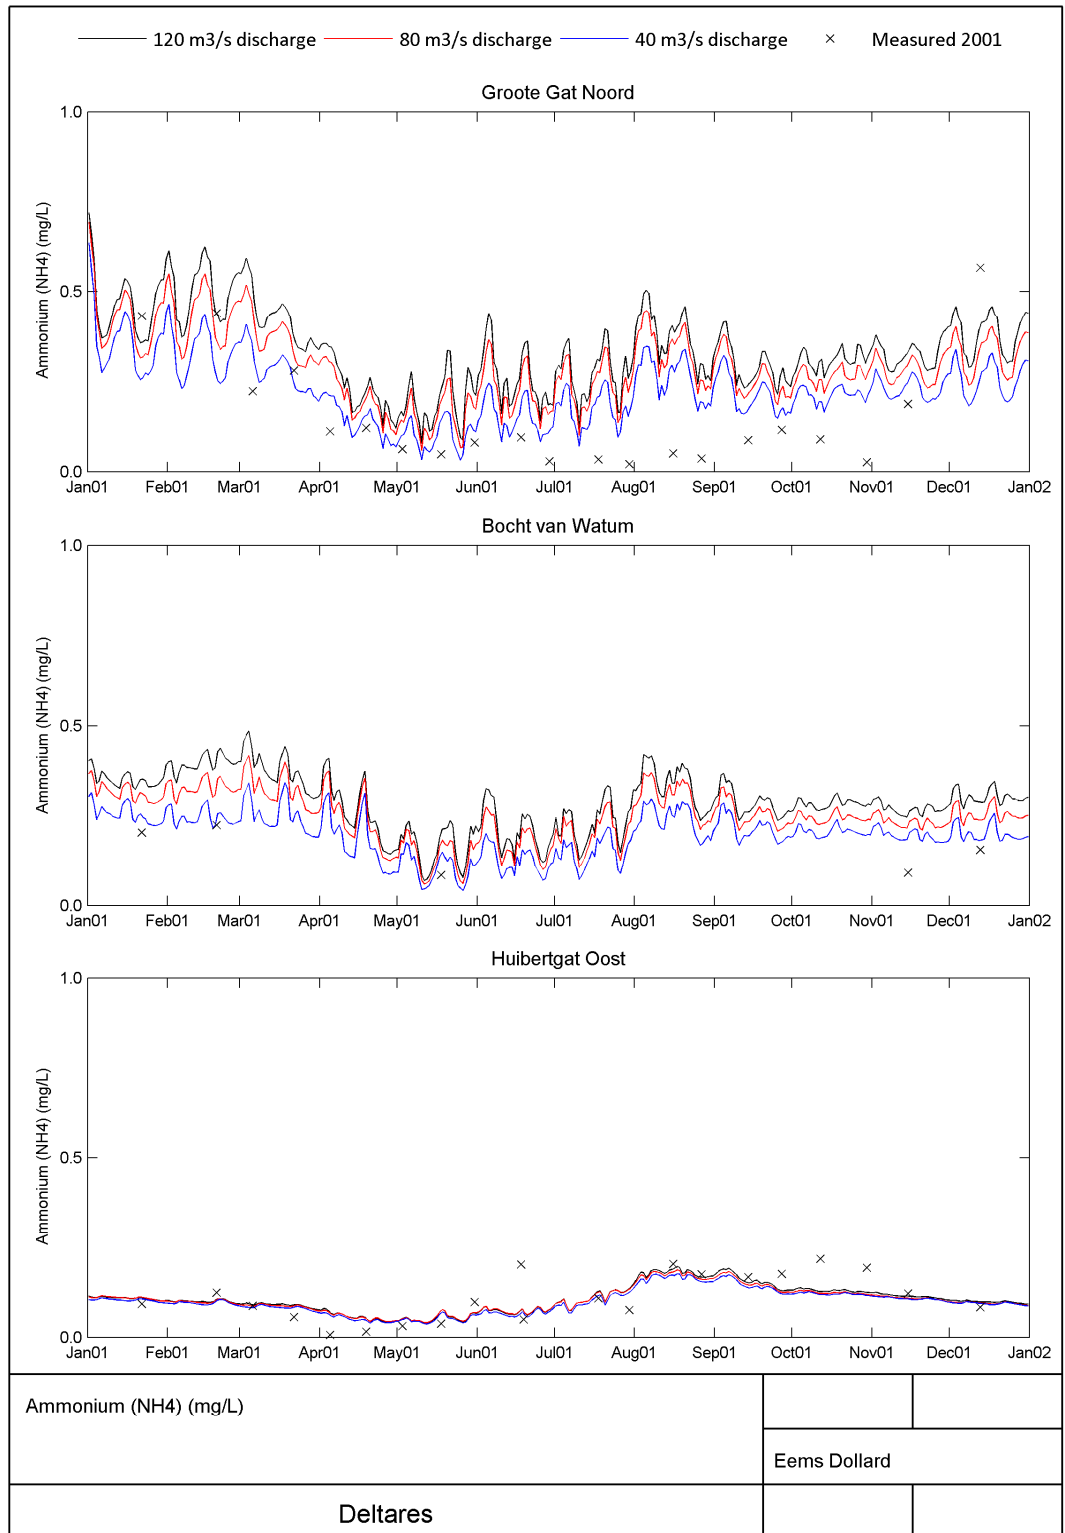 120 m3/s discharge 80 m3/s discharge 40 m3/s discharge × Measured 2001
Groote Gat Noord
Ammonium (NH4) (mg/L)
1.0
0.5
0.0
Jan01 Feb01 Mar01 Apr01 May01 Jun01 Jul01 Aug01 Sep01 Oct01 Nov01 Dec01 Jan02
Bocht van Watum
Ammonium (NH4) (mg/L)
1.0
0.5
0.0
Jan01 Feb01 Mar01 Apr01 May01 Jun01 Jul01 Aug01 Sep01 Oct01 Nov01 Dec01 Jan02
Huibertgat Oost
Ammonium (NH4) (mg/L)
1.0
0.5
0.0
Jan01 Feb01 Mar01 Apr01 May01 Jun01 Jul01 Aug01 Sep01 Oct01 Nov01 Dec01 Jan02
Ammonium (NH4) (mg/L)
Eems Dollard
Deltares